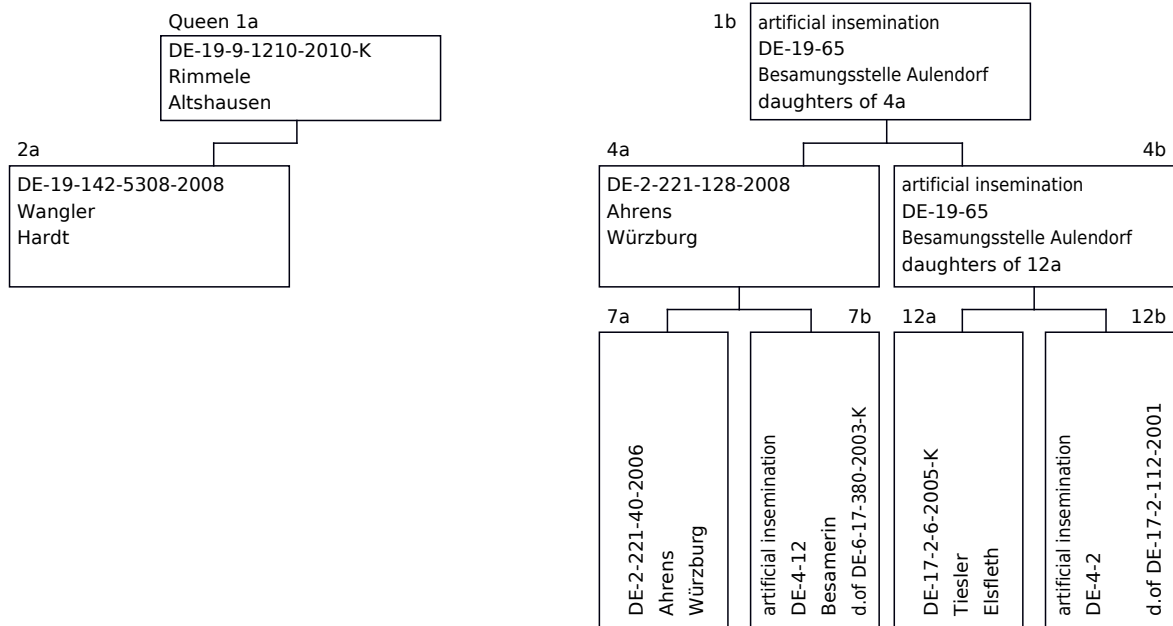 Queen 1a
DE-19-9-1210-2010-K
Rimmele
Altshausen
1b
artificial insemination
DE-19-65
Besamungsstelle Aulendorf
daughters of 4a
2a
DE-19-142-5308-2008
Wangler
Hardt
4a
DE-2-221-128-2008
Ahrens
Würzburg
4b
artificial insemination
DE-19-65
Besamungsstelle Aulendorf
daughters of 12a
7a
DE-2-221-40-2006
Ahrens
Würzburg
7b
artificial insemination
DE-4-12
Besamerin
d.of DE-6-17-380-2003-K
12a
DE-17-2-6-2005-K
Tiesler
Elsfleth
12b
artificial insemination
DE-4-2
d.of DE-17-2-112-2001